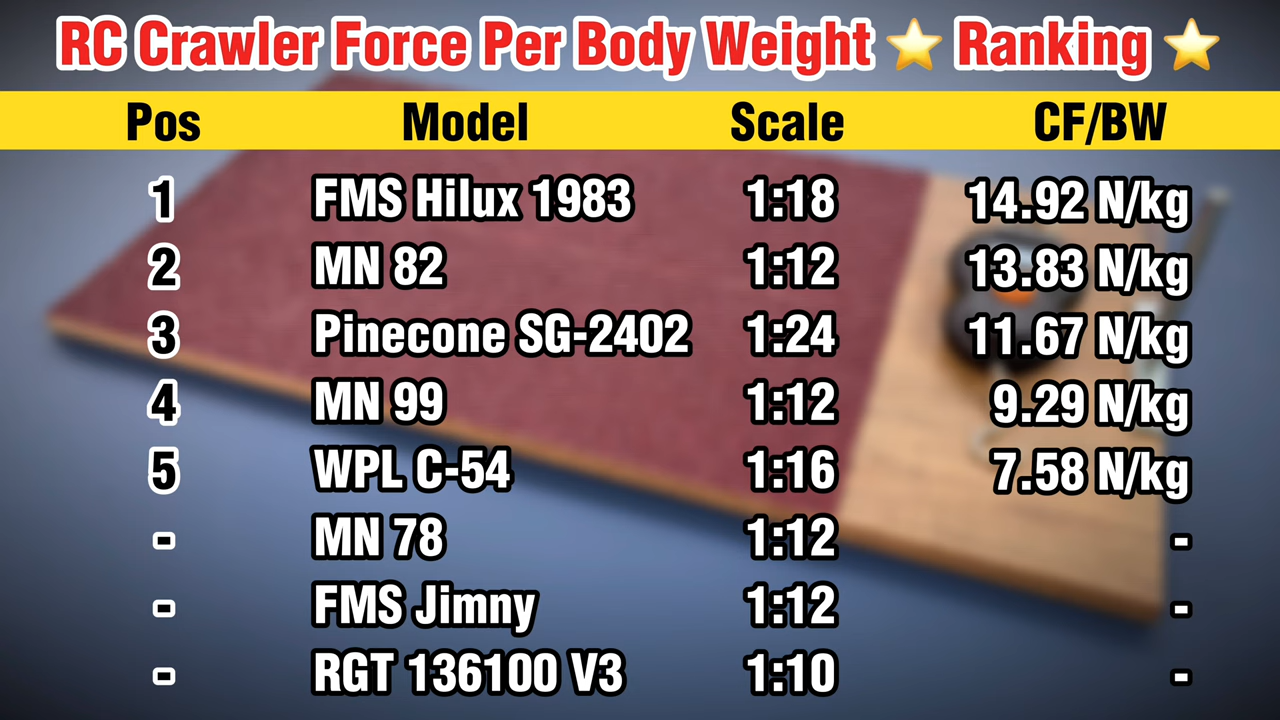 RC Crawler Force Per Body Weight ⭐ Ranking ⭐
Pos Model Scale CF/BW
1 FMS Hilux 1983 1:18 14.92 N/kg
2 MN 82 1:12 13.83 N/kg
3 Pinecone SG-2402 1:24 11.67 N/kg
4 MN 99 1:12 9.29 N/kg
5 WPL C-54 1:16 7.58 N/kg
- MN 78 1:12 -
- FMS Jimny 1:12 -
- RGT 136100 V3 1:10 -